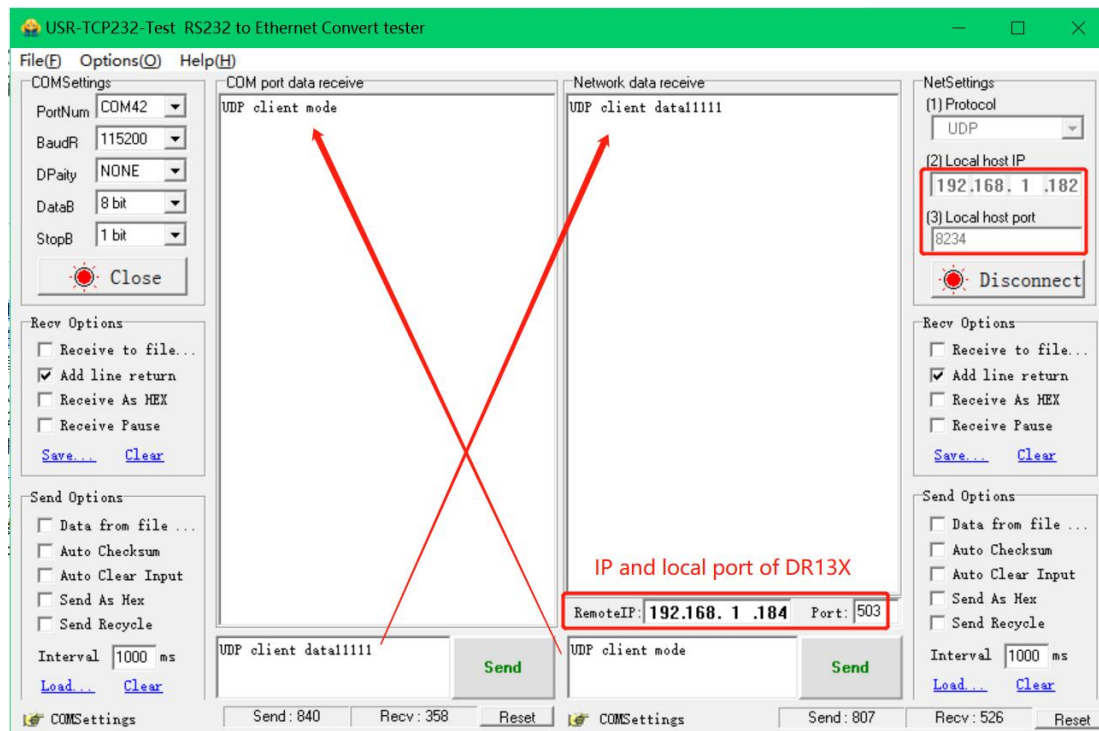 USR-TCP232-Test RS232 to Ethernet Convert tester
File(F) Options(O) Help(H)
COMSettings
PortNum COM42
BaudR 115200
DPaity NONE
DataB 8 bit
StopB 1 bit
Close
Recv Options
Receive to file...
Add line return
Receive As HEX
Receive Pause
Save... Clear
Send Options
Data from file ...
Auto Checksum
Auto Clear Input
Send As Hex
Send Recycle
Interval 1000 ms
Load... Clear
COMSettings
COM port data receive
UDP client mode
UDP client data11111
Send
Send : 840 Recv : 358 Reset
Network data receive
UDP client data11111
IP and local port of DR13X
RemoteIP: 192.168. 1 .184 Port: 503
UDP client mode
Send
COMSettings
Send : 807 Recv : 526 Reset
NetSettings
(1) Protocol
UDP
(2) Local host IP
192.168. 1 .182
(3) Local host port
8234
Disconnect
Recv Options
Receive to file...
Add line return
Receive As HEX
Receive Pause
Save... Clear
Send Options
Data from file ...
Auto Checksum
Auto Clear Input
Send As Hex
Send Recycle
Interval 1000 ms
Load... Clear